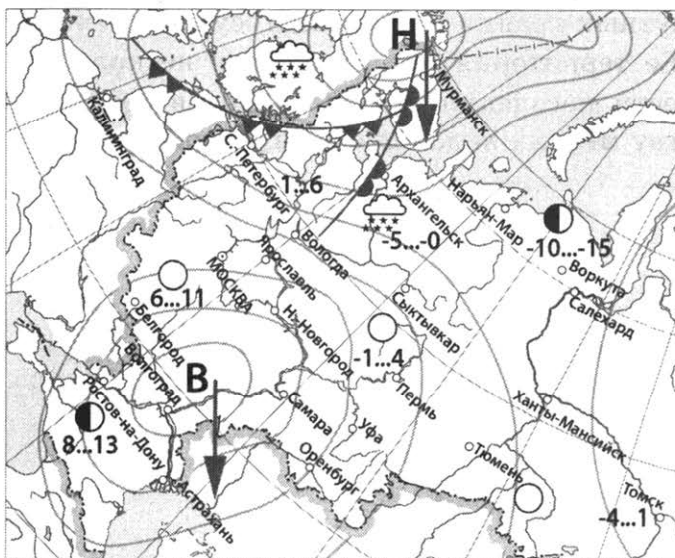 Н
Мурманск
Калининград
С.-Петербург
1...6
Архангельск
-5...-0
Нарьян-Мар
-10...-15
Воркута
Салехард
Вологда
Ярославль
МОСКВА
6...11
Белгород
Н. Новгород
Сыктывкар
-1...4
Пермь
Волгоград
В
Ростов-на-Дону
8...13
Самара
Уфа
Оренбург
Астрахань
Ханты-Мансийск
Тюмень
Томск
-4...1